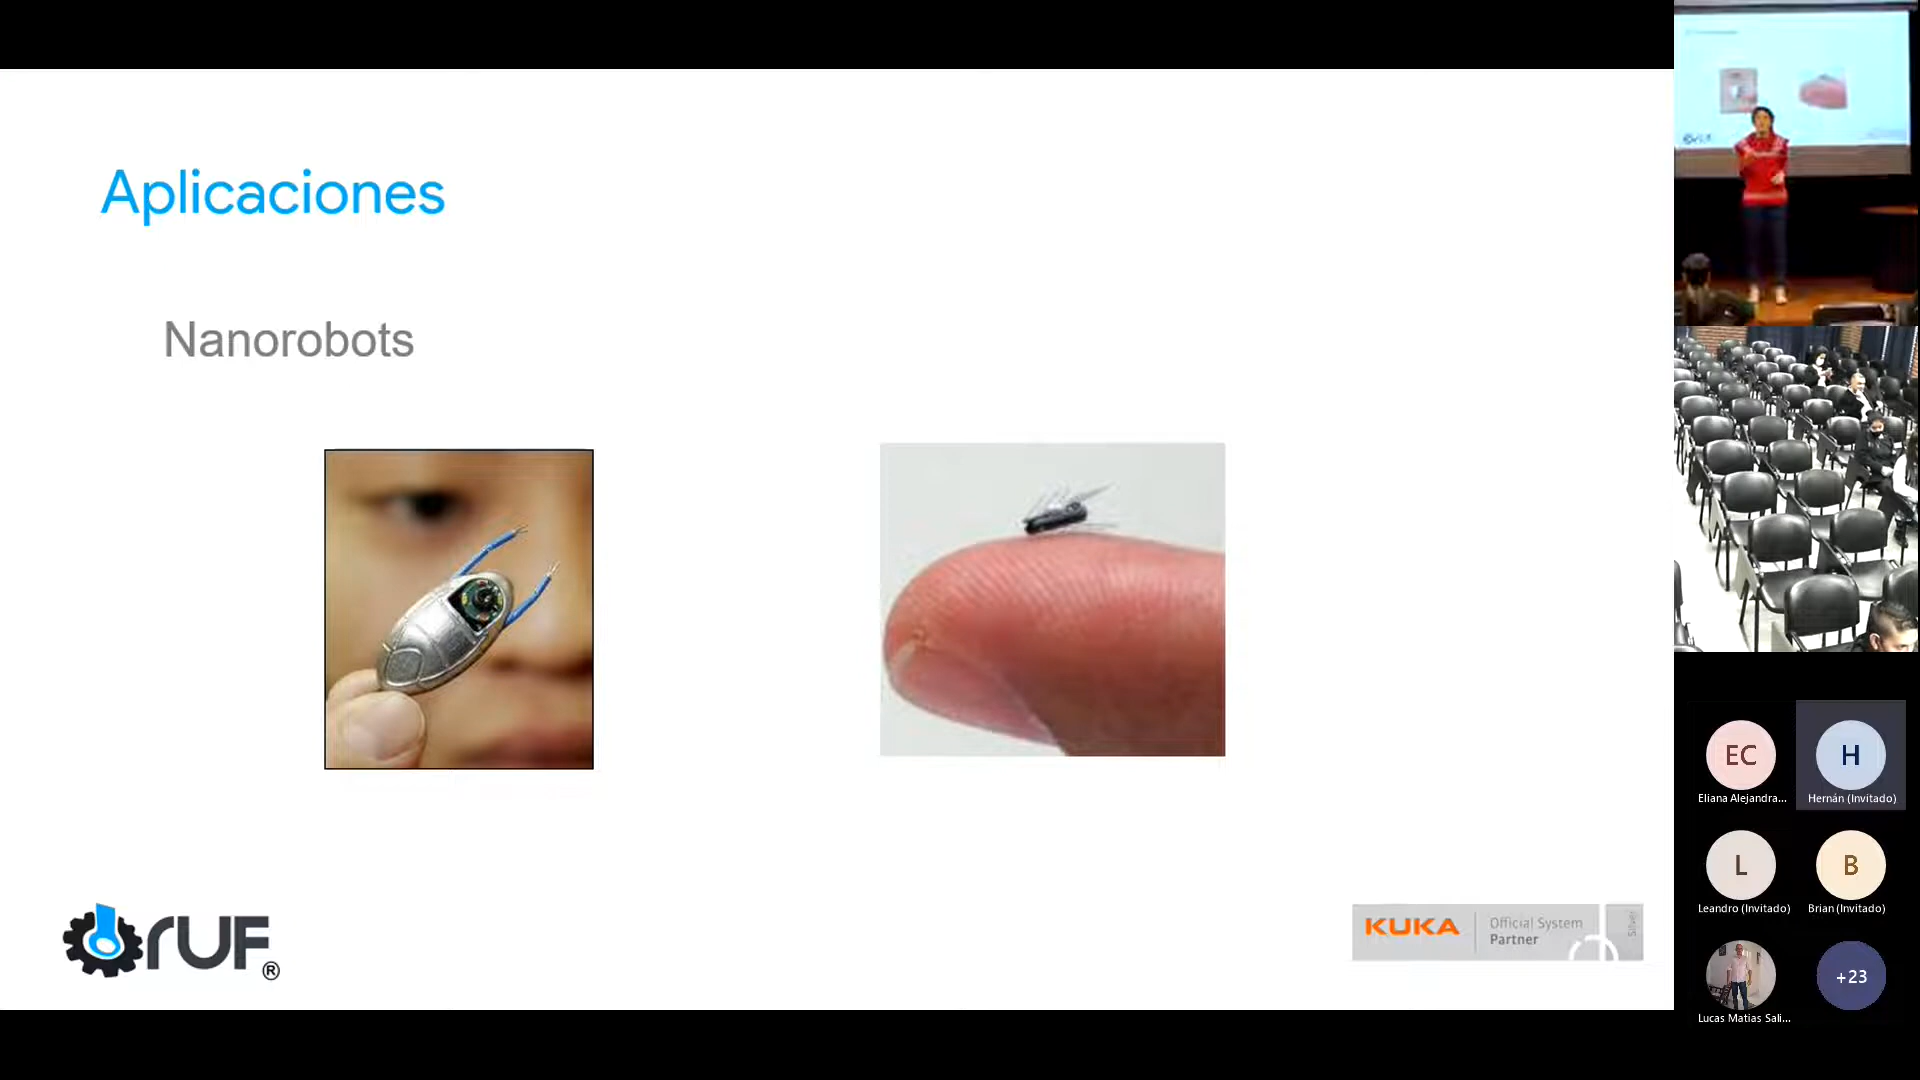 Aplicaciones
Nanorobots
ruf®
KUKA
Official System
Partner
Silver
EC
Eliana Alejandra...
H
Hernán (Invitado)
L
Leandro (Invitado)
B
Brian (Invitado)
Lucas Matias Sali...
+23